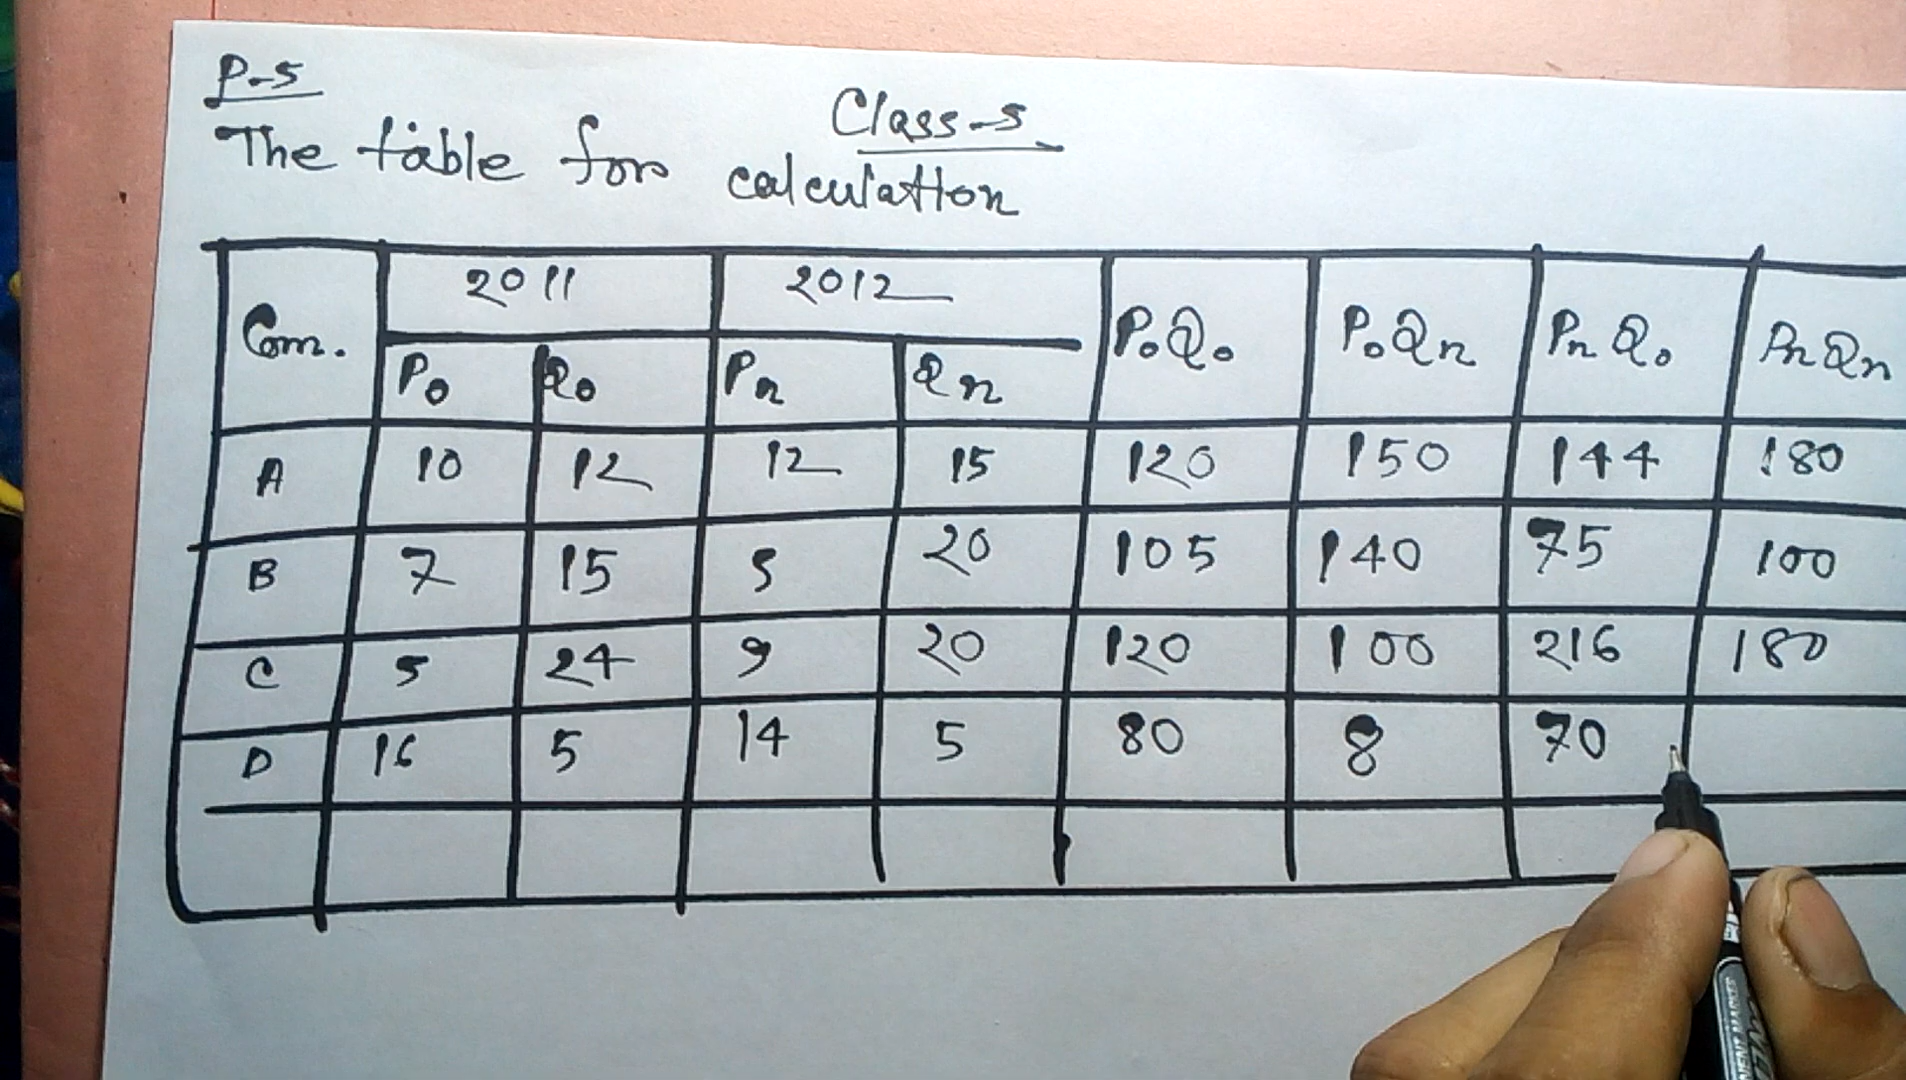 P-5
Class-5
The table for calculation
Com. 2011 2012 P₀Q₀ P₀Qn PnQ₀ PnQn
P₀ Q₀ Pn Qn
A 10 12 12 15 120 150 144 180
B 7 15 5 20 105 140 75 100
C 5 24 9 20 120 100 216 180
D 16 5 14 5 80 8 70